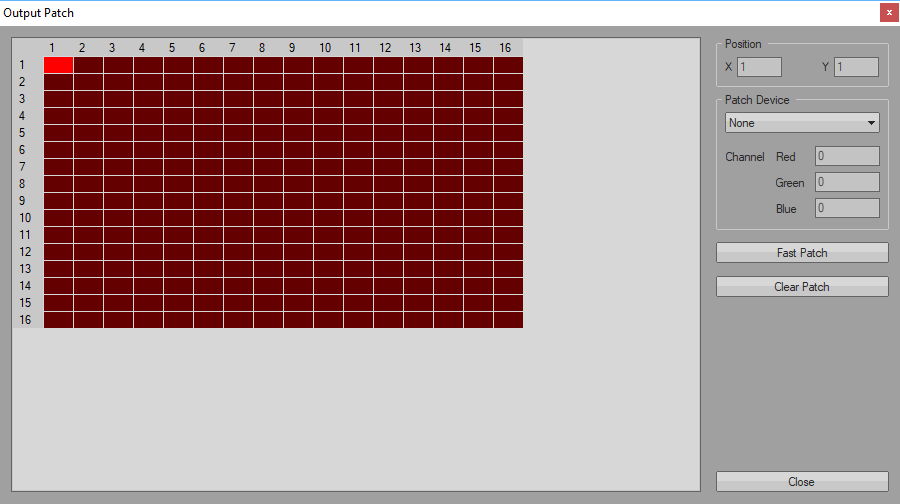 Output Patch x
1 2 3 4 5 6 7 8 9 10 11 12 13 14 15 16
1
2
3
4
5
6
7
8
9
10
11
12
13
14
15
16
Position
X 1 Y 1
Patch Device
None
Channel Red 0
Green 0
Blue 0
Fast Patch
Clear Patch
Close